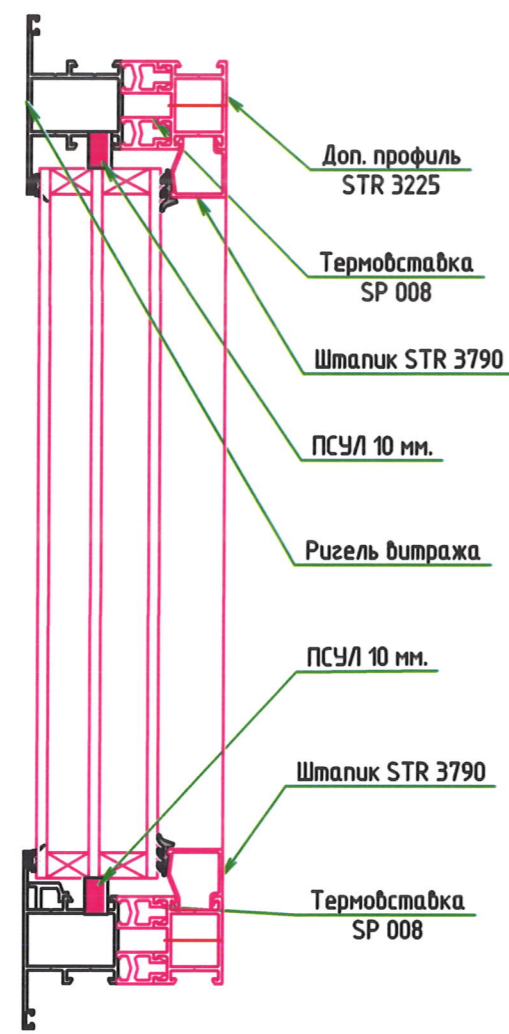 Доп. профиль
STR 3225
Термовставка
SP 008
Штапик STR 3790
ПСУЛ 10 мм.
Ригель витража
ПСУЛ 10 мм.
Штапик STR 3790
Термовставка
SP 008